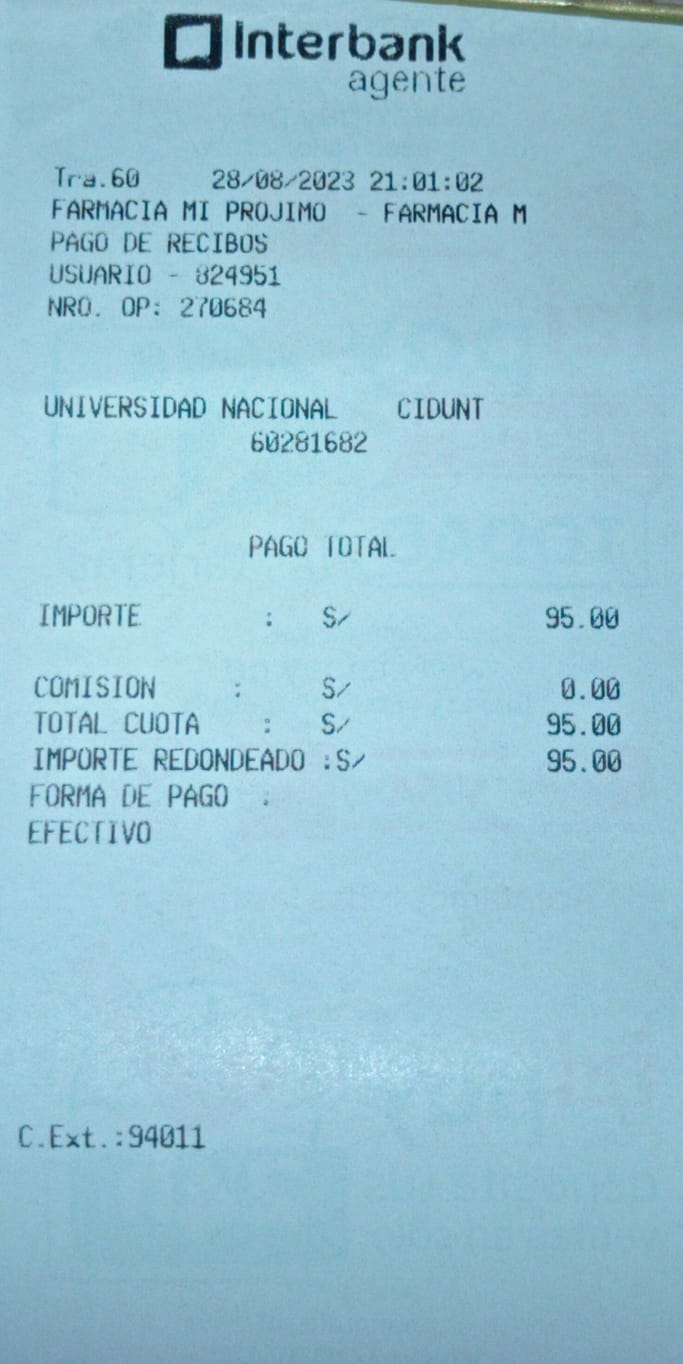 Interbank
agente
Tra.60 28/08/2023 21:01:02
FARMACIA MI PROJIMO - FARMACIA M
PAGO DE RECIBOS
USUARIO - 824951
NRO. OP: 270684
UNIVERSIDAD NACIONAL CIDUNT
60281682
PAGO TOTAL
IMPORTE : S/ 95.00
COMISION : S/ 0.00
TOTAL CUOTA : S/ 95.00
IMPORTE REDONDEADO :S/ 95.00
FORMA DE PAGO :
EFECTIVO
C.Ext.:94011